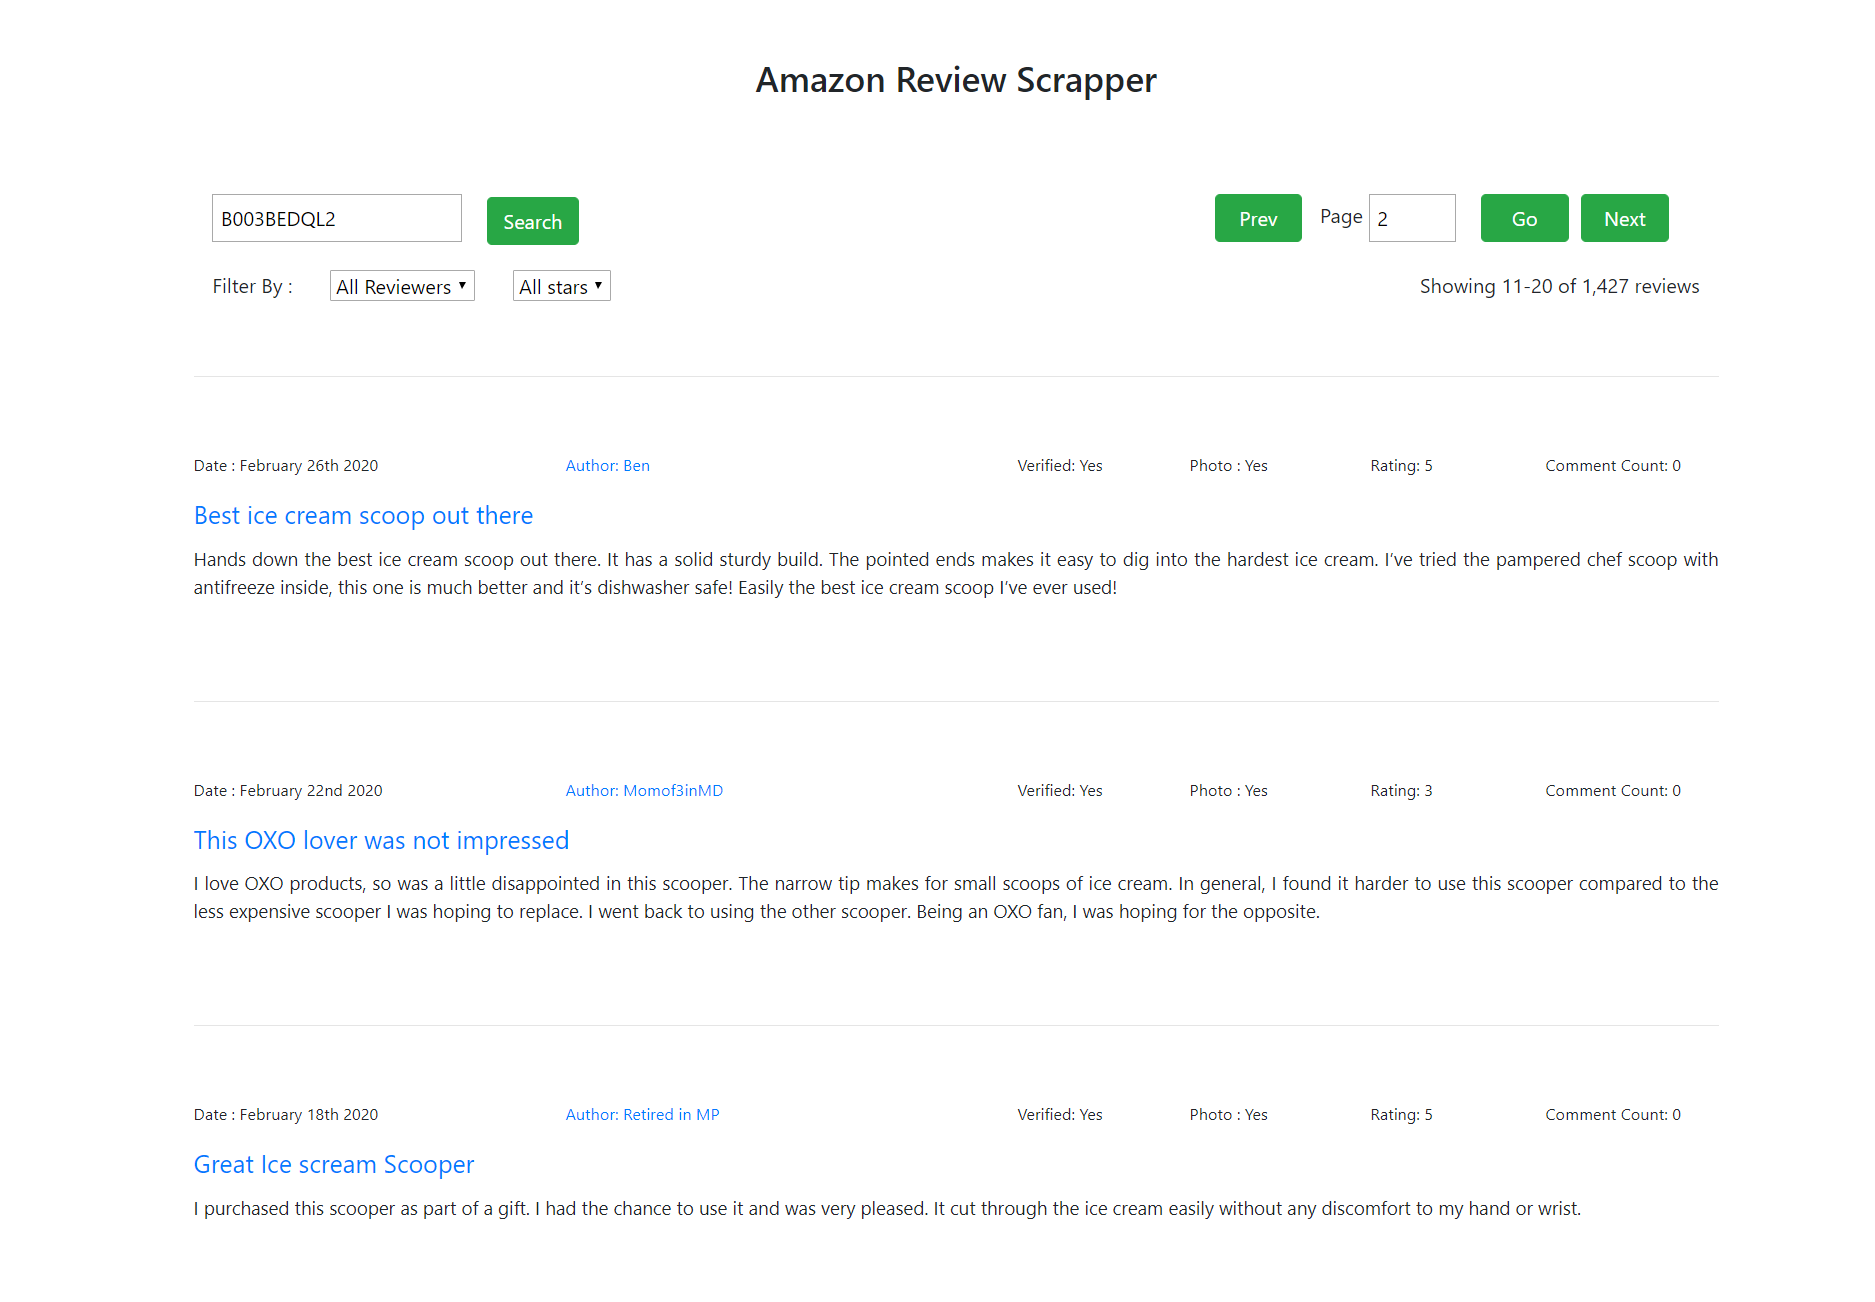 Amazon Review Scrapper
B003BEDQL2 Search Prev Page 2 Go Next
Filter By : All Reviewers All stars Showing 11-20 of 1,427 reviews
Date : February 26th 2020 Author: Ben Verified: Yes Photo : Yes Rating: 5 Comment Count: 0
Best ice cream scoop out there
Hands down the best ice cream scoop out there. It has a solid sturdy build. The pointed ends makes it easy to dig into the hardest ice cream. I’ve tried the pampered chef scoop with
antifreeze inside, this one is much better and it’s dishwasher safe! Easily the best ice cream scoop I’ve ever used!
Date : February 22nd 2020 Author: Momof3inMD Verified: Yes Photo : Yes Rating: 3 Comment Count: 0
This OXO lover was not impressed
I love OXO products, so was a little disappointed in this scooper. The narrow tip makes for small scoops of ice cream. In general, I found it harder to use this scooper compared to the
less expensive scooper I was hoping to replace. I went back to using the other scooper. Being an OXO fan, I was hoping for the opposite.
Date : February 18th 2020 Author: Retired in MP Verified: Yes Photo : Yes Rating: 5 Comment Count: 0
Great Ice scream Scooper
I purchased this scooper as part of a gift. I had the chance to use it and was very pleased. It cut through the ice cream easily without any discomfort to my hand or wrist.